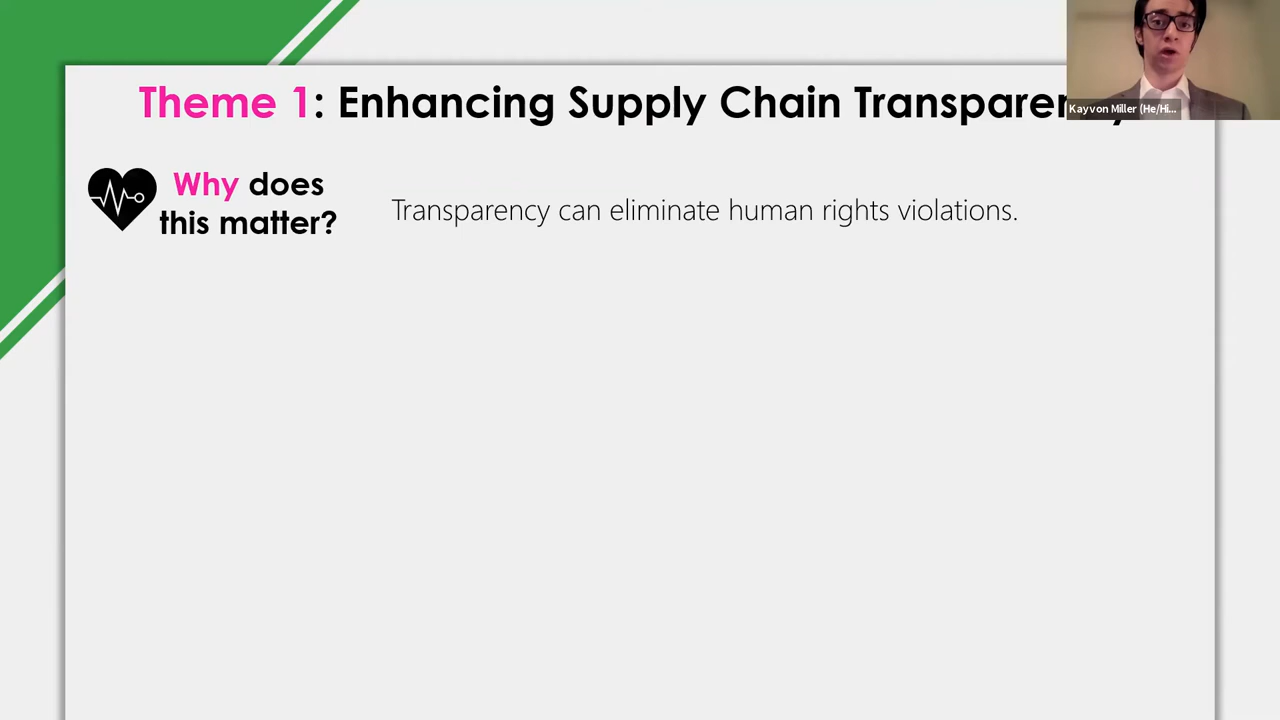 Theme 1: Enhancing Supply Chain
Kayvon Miller (He/Hi...
Why does
this matter?
Transparency can eliminate human rights violations.